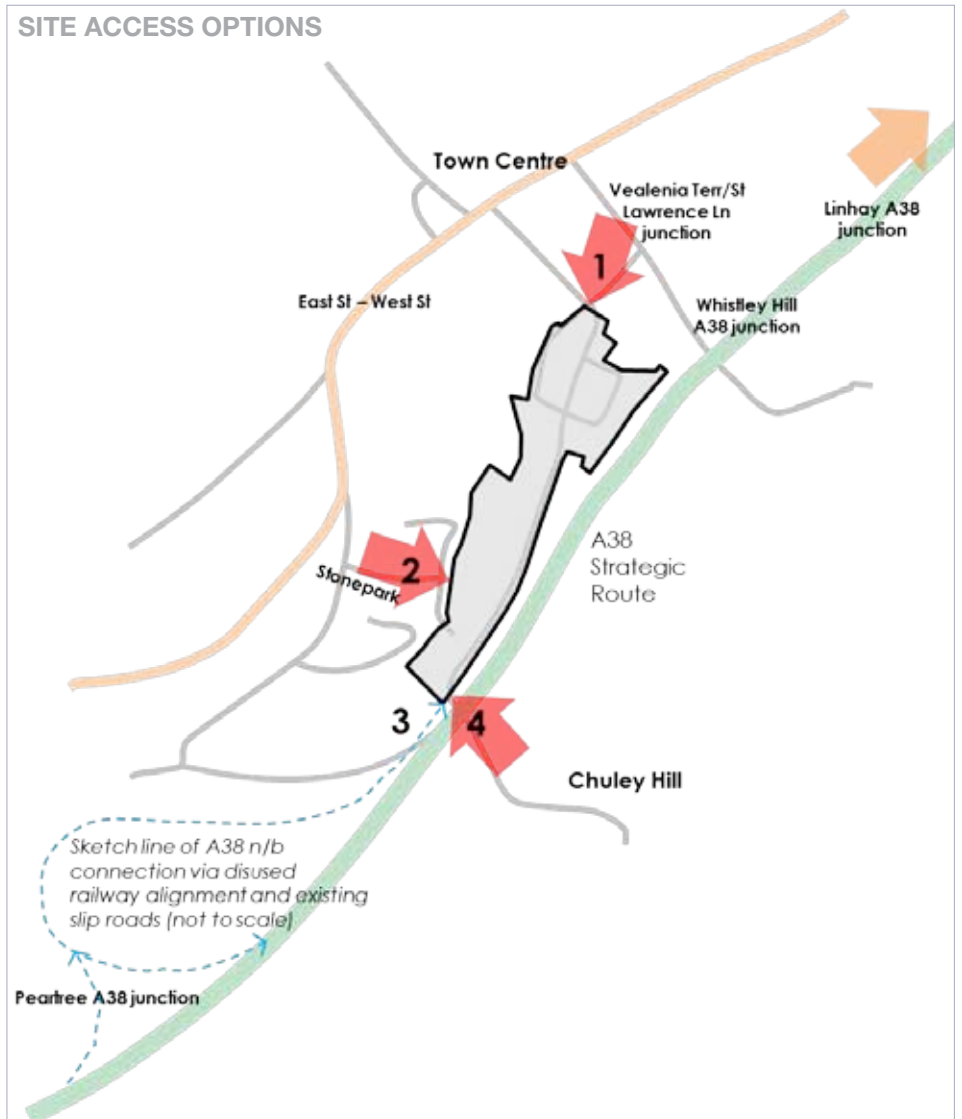 SITE ACCESS OPTIONS
Town Centre
Vealenia Terr/St
Lawrence Ln
junction
Linhay A38
junction
1
East St – West St
Whistley Hill
A38 junction
A38
Strategic
Route
2
Stonepark
3
4
Chuley Hill
Sketch line of A38 n/b
connection via disused
railway alignment and existing
slip roads (not to scale)
Peartree A38 junction